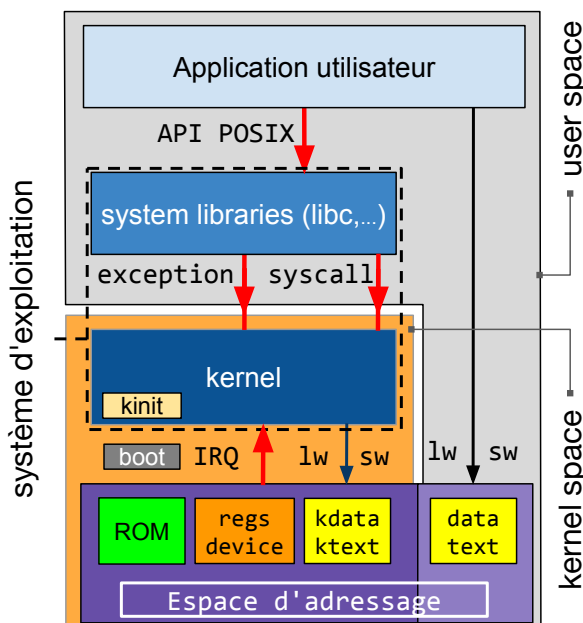 Application utilisateur
API POSIX
system libraries (libc,...)
exception syscall
kernel
kinit
boot IRQ lw sw lw sw
ROM
regs
device
kdata
ktext
data
text
Espace d'adressage
système d'exploitation
user space
kernel space